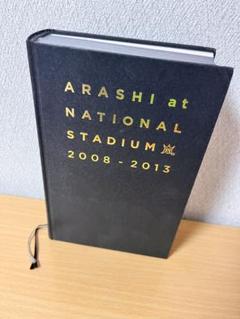 ARASHI at
NATIONAL
STADIUM
2008 - 2013